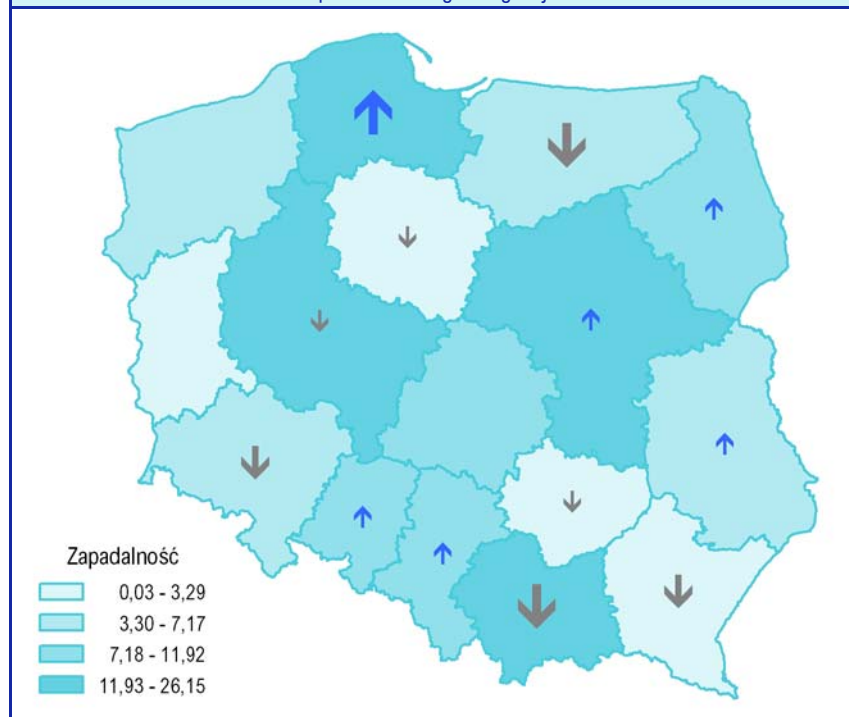 Zapadalność
0,03 - 3,29
3,30 - 7,17
7,18 - 11,92
11,93 - 26,15